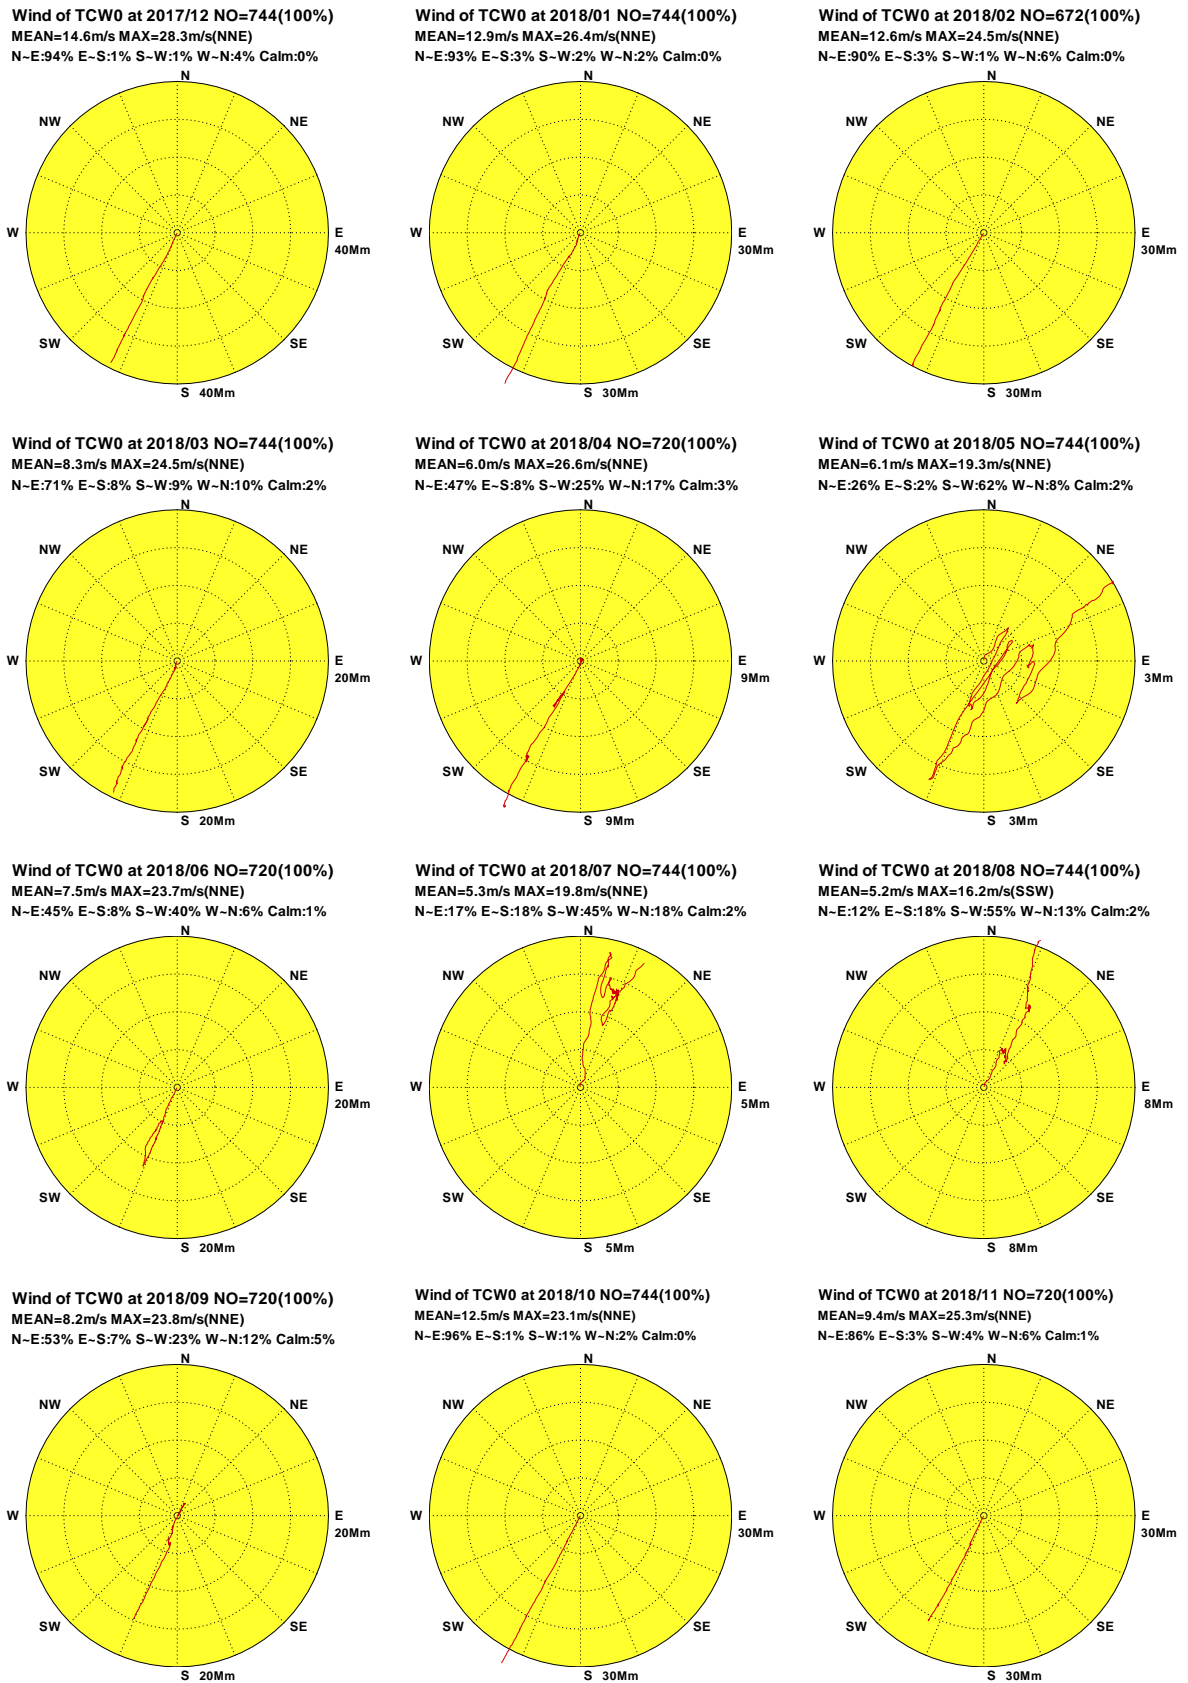 Wind of TCW0 at 2017/12 NO=744(100%)
MEAN=14.6m/s MAX=28.3m/s(NNE)
N~E:94% E~S:1% S~W:1% W~N:4% Calm:0%
N
NW
NE
W
E
40Mm
SW
SE
S 40Mm
Wind of TCW0 at 2018/01 NO=744(100%)
MEAN=12.9m/s MAX=26.4m/s(NNE)
N~E:93% E~S:3% S~W:2% W~N:2% Calm:0%
N
NW
NE
W
E
30Mm
SW
SE
S 30Mm
Wind of TCW0 at 2018/02 NO=672(100%)
MEAN=12.6m/s MAX=24.5m/s(NNE)
N~E:90% E~S:3% S~W:1% W~N:6% Calm:0%
N
NW
NE
W
E
30Mm
SW
SE
S 30Mm
Wind of TCW0 at 2018/03 NO=744(100%)
MEAN=8.3m/s MAX=24.5m/s(NNE)
N~E:71% E~S:8% S~W:9% W~N:10% Calm:2%
N
NW
NE
W
E
20Mm
SW
SE
S 20Mm
Wind of TCW0 at 2018/04 NO=720(100%)
MEAN=6.0m/s MAX=26.6m/s(NNE)
N~E:47% E~S:8% S~W:25% W~N:17% Calm:3%
N
NW
NE
W
E
9Mm
SW
SE
S 9Mm
Wind of TCW0 at 2018/05 NO=744(100%)
MEAN=6.1m/s MAX=19.3m/s(NNE)
N~E:26% E~S:2% S~W:62% W~N:8% Calm:2%
N
NW
NE
W
E
3Mm
SW
SE
S 3Mm
Wind of TCW0 at 2018/06 NO=720(100%)
MEAN=7.5m/s MAX=23.7m/s(NNE)
N~E:45% E~S:8% S~W:40% W~N:6% Calm:1%
N
NW
NE
W
E
20Mm
SW
SE
S 20Mm
Wind of TCW0 at 2018/07 NO=744(100%)
MEAN=5.3m/s MAX=19.8m/s(NNE)
N~E:17% E~S:18% S~W:45% W~N:18% Calm:2%
N
NW
NE
W
E
5Mm
SW
SE
S 5Mm
Wind of TCW0 at 2018/08 NO=744(100%)
MEAN=5.2m/s MAX=16.2m/s(SSW)
N~E:12% E~S:18% S~W:55% W~N:13% Calm:2%
N
NW
NE
W
E
8Mm
SW
SE
S 8Mm
Wind of TCW0 at 2018/09 NO=720(100%)
MEAN=8.2m/s MAX=23.8m/s(NNE)
N~E:53% E~S:7% S~W:23% W~N:12% Calm:5%
N
NW
NE
W
E
20Mm
SW
SE
S 20Mm
Wind of TCW0 at 2018/10 NO=744(100%)
MEAN=12.5m/s MAX=23.1m/s(NNE)
N~E:96% E~S:1% S~W:1% W~N:2% Calm:0%
N
NW
NE
W
E
30Mm
SW
SE
S 30Mm
Wind of TCW0 at 2018/11 NO=720(100%)
MEAN=9.4m/s MAX=25.3m/s(NNE)
N~E:86% E~S:3% S~W:4% W~N:6% Calm:1%
N
NW
NE
W
E
30Mm
SW
SE
S 30Mm